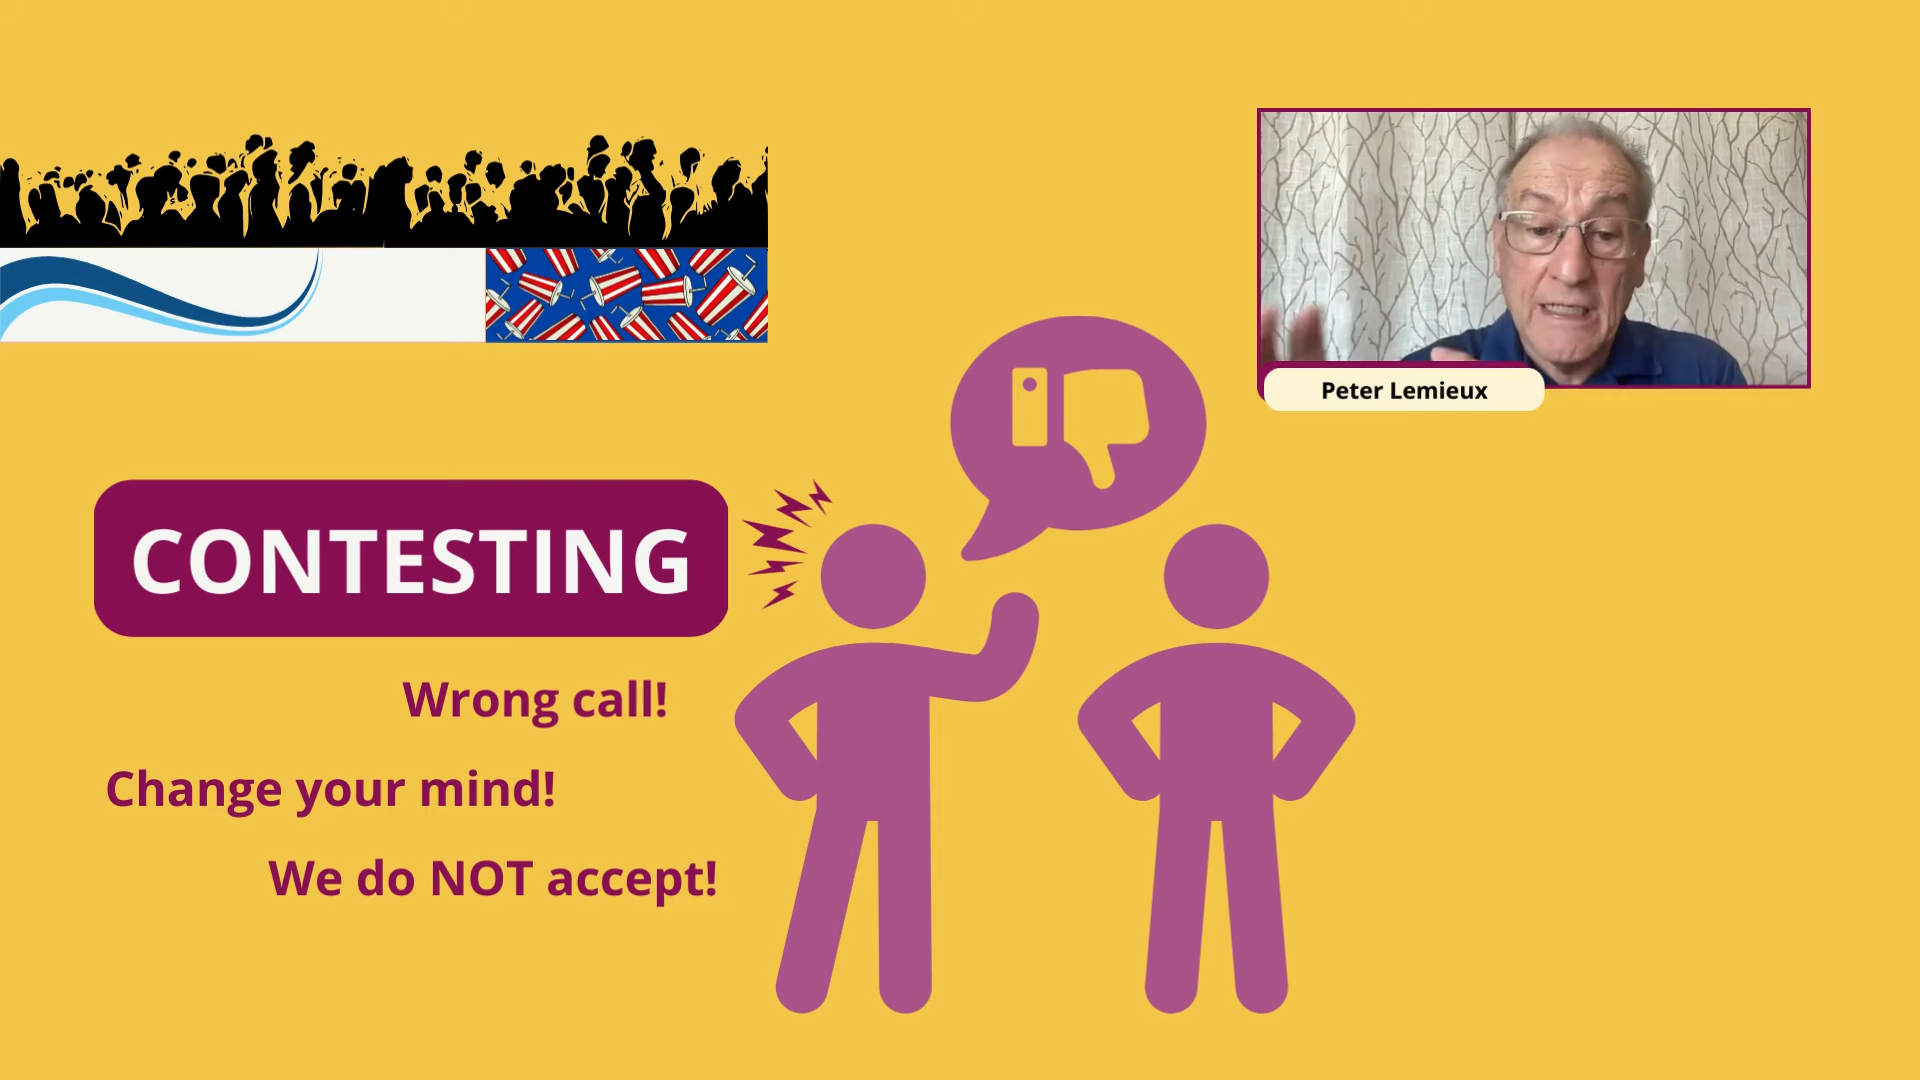 Peter Lemieux
CONTESTING
Wrong call!
Change your mind!
We do NOT accept!